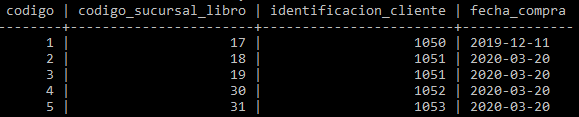 codigo | codigo_sucursal_libro | identificacion_cliente | fecha_compra
-------+-----------------------+------------------------+--------------
1 | 17 | 1050 | 2019-12-11
2 | 18 | 1051 | 2020-03-20
3 | 19 | 1051 | 2020-03-20
4 | 30 | 1052 | 2020-03-20
5 | 31 | 1053 | 2020-03-20